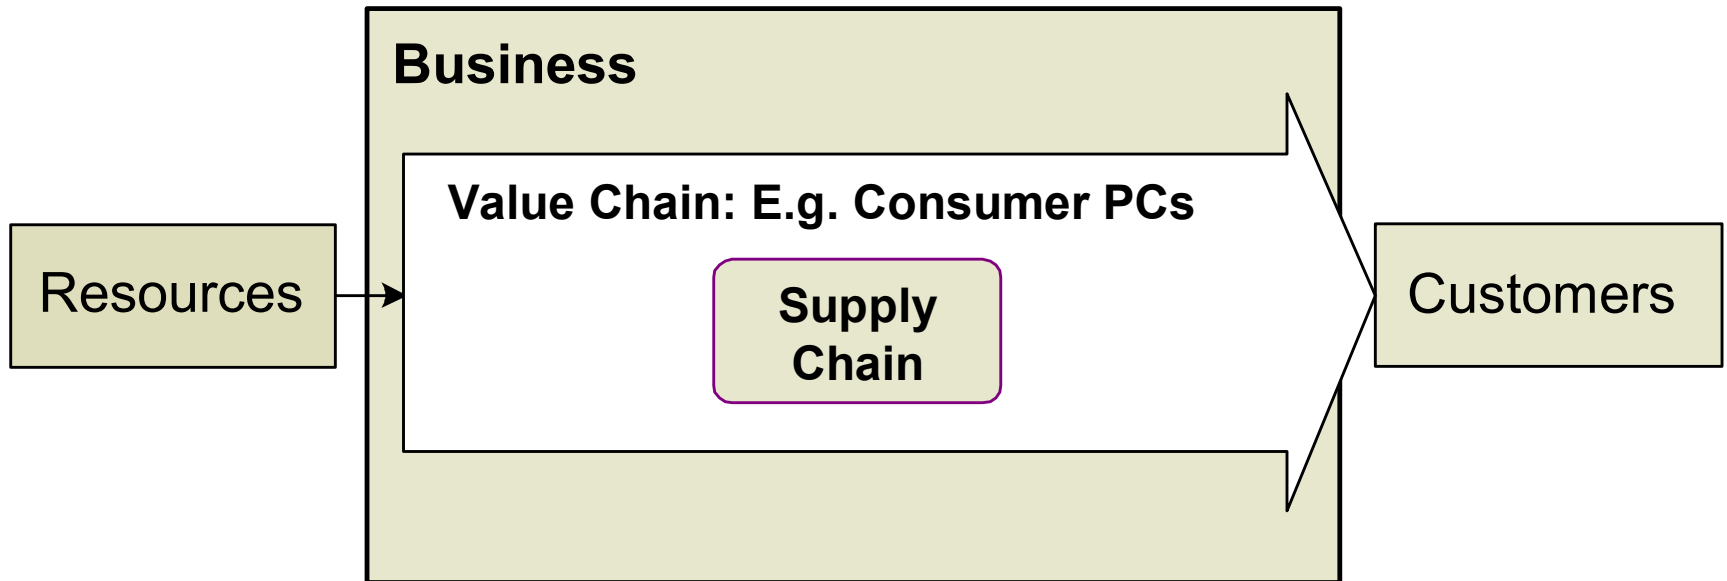 Business
Value Chain: E.g. Consumer PCs
Resources
Supply
Chain
Customers